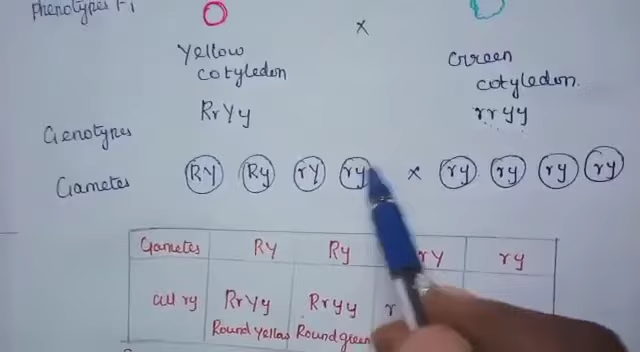 Phenotypes F1
×
Yellow cotyledon
Green cotyledon
Genotypes
RrYy
rryy
Gametes
RY Ry rY ry × ry ry ry ry
Gametes RY Ry rY ry
all ry RrYy Rryy r
Round yellow Round green